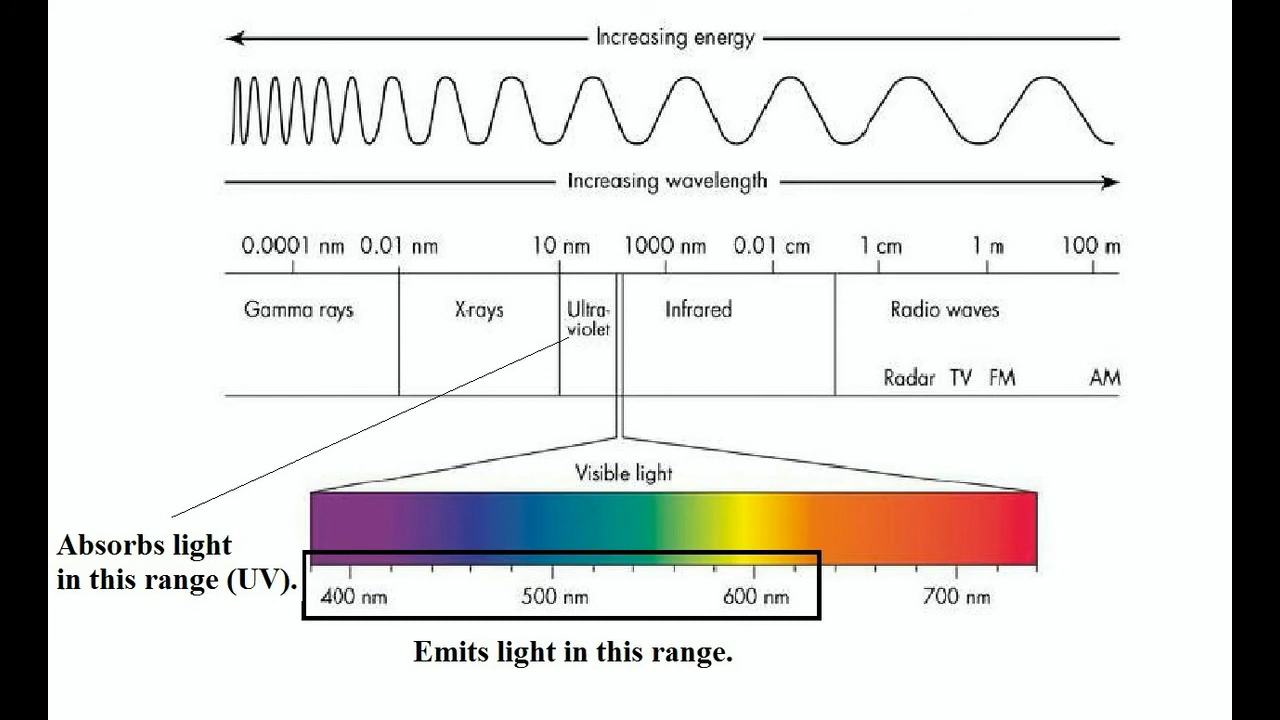 Increasing energy
Increasing wavelength
0.0001 nm 0.01 nm 10 nm 1000 nm 0.01 cm 1 cm 1 m 100 m
Gamma rays X-rays Ultra- Infrared Radio waves
violet
Radar TV FM AM
Visible light
Absorbs light
in this range (UV).
400 nm 500 nm 600 nm 700 nm
Emits light in this range.